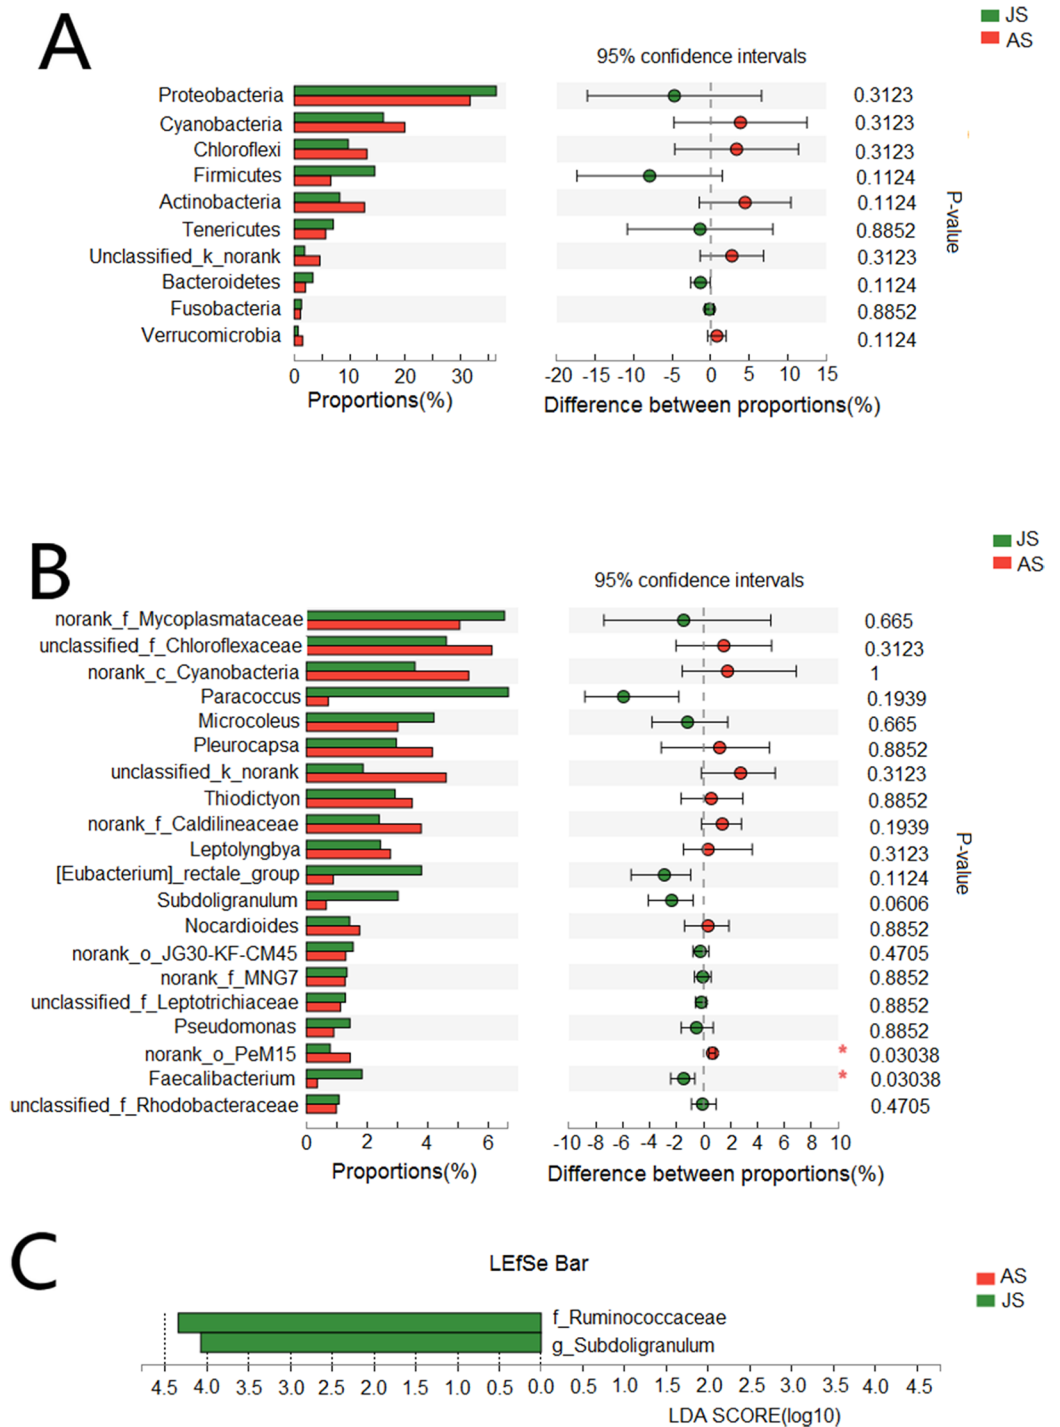 A
JS
AS
95% confidence intervals
Proteobacteria 0.3123
Cyanobacteria 0.3123
Chloroflexi 0.3123
Firmicutes 0.1124
Actinobacteria 0.1124
Tenericutes 0.8852
Unclassified_k_norank 0.3123
Bacteroidetes 0.1124
Fusobacteria 0.8852
Verrucomicrobia 0.1124
P-value
0 10 20 30 -20 -15 -10 -5 0 5 10 15
Proportions(%) Difference between proportions(%)
B
JS
AS
95% confidence intervals
norank_f_Mycoplasmataceae 0.665
unclassified_f_Chloroflexaceae 0.3123
norank_c_Cyanobacteria 1
Paracoccus 0.1939
Microcoleus 0.665
Pleurocapsa 0.8852
unclassified_k_norank 0.3123
Thiodictyon 0.8852
norank_f_Caldilineaceae 0.1939
Leptolyngbya 0.3123
[Eubacterium]_rectale_group 0.1124
Subdoligranulum 0.0606
Nocardioides 0.8852
norank_o_JG30-KF-CM45 0.4705
norank_f_MNG7 0.8852
unclassified_f_Leptotrichiaceae 0.8852
Pseudomonas 0.8852
norank_o_PeM15 * 0.03038
Faecalibacterium * 0.03038
unclassified_f_Rhodobacteraceae 0.4705
P-value
0 2 4 6 -10 -8 -6 -4 -2 0 2 4 6 8 10
Proportions(%) Difference between proportions(%)
C
LEfSe Bar
AS
JS
f_Ruminococcaceae
g_Subdoligranulum
4.5 4.0 3.0 2.5 2.0 1.5 1.0 0.5 0.0 0.5 1.0 1.5 2.0 2.5 3.0 3.5 4.0 4.5
LDA SCORE(log10)